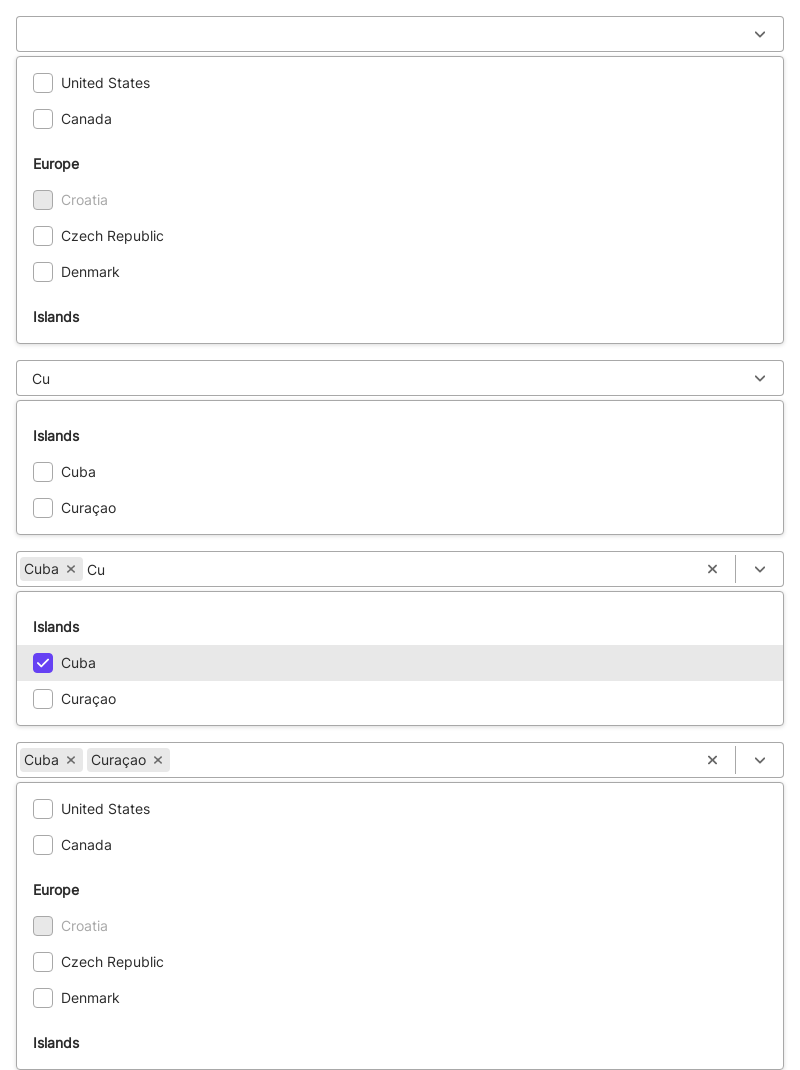 United States
Canada
Europe
Croatia
Czech Republic
Denmark
Islands
Cu
Islands
Cuba
Curaçao
Cuba Cu
Islands
Cuba
Curaçao
Cuba Curaçao
United States
Canada
Europe
Croatia
Czech Republic
Denmark
Islands